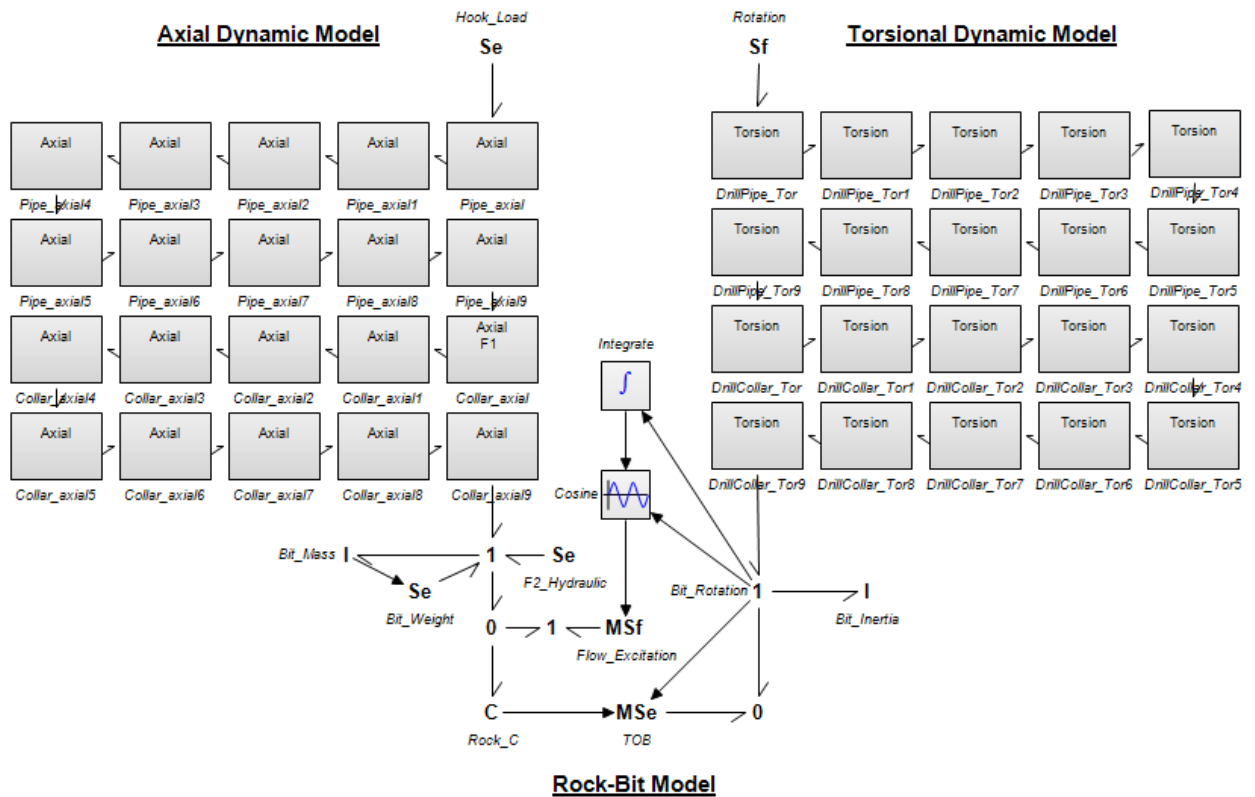 Axial Dynamic Model
Hook_Load
Se
Rotation
Sf
Torsional Dynamic Model
Axial Axial Axial Axial Axial
Pipe_axial4 Pipe_axial3 Pipe_axial2 Pipe_axial1 Pipe_axial
Axial Axial Axial Axial Axial
Pipe_axial5 Pipe_axial6 Pipe_axial7 Pipe_axial8 Pipe_axial9
Axial Axial Axial Axial Axial
F1
Collar_axial4 Collar_axial3 Collar_axial2 Collar_axial1 Collar_axial
Axial Axial Axial Axial Axial
Collar_axial5 Collar_axial6 Collar_axial7 Collar_axial8 Collar_axial9
Torsion Torsion Torsion Torsion Torsion
DrillPipe_Tor DrillPipe_Tor1 DrillPipe_Tor2 DrillPipe_Tor3 DrillPipe_Tor4
Torsion Torsion Torsion Torsion Torsion
DrillPipe_Tor9 DrillPipe_Tor8 DrillPipe_Tor7 DrillPipe_Tor6 DrillPipe_Tor5
Torsion Torsion Torsion Torsion Torsion
DrillCollar_Tor DrillCollar_Tor1 DrillCollar_Tor2 DrillCollar_Tor3 DrillCollar_Tor4
Torsion Torsion Torsion Torsion Torsion
DrillCollar_Tor9 DrillCollar_Tor8 DrillCollar_Tor7 DrillCollar_Tor6 DrillCollar_Tor5
Integrate
∫
Cosine
Bit_Mass I 1 Se
F2_Hydraulic
Se
Bit_Weight
Bit_Rotation 1 I
Bit_Inertia
0 1 MSf
Flow_Excitation
C MSe 0
Rock_C TOB
Rock-Bit Model